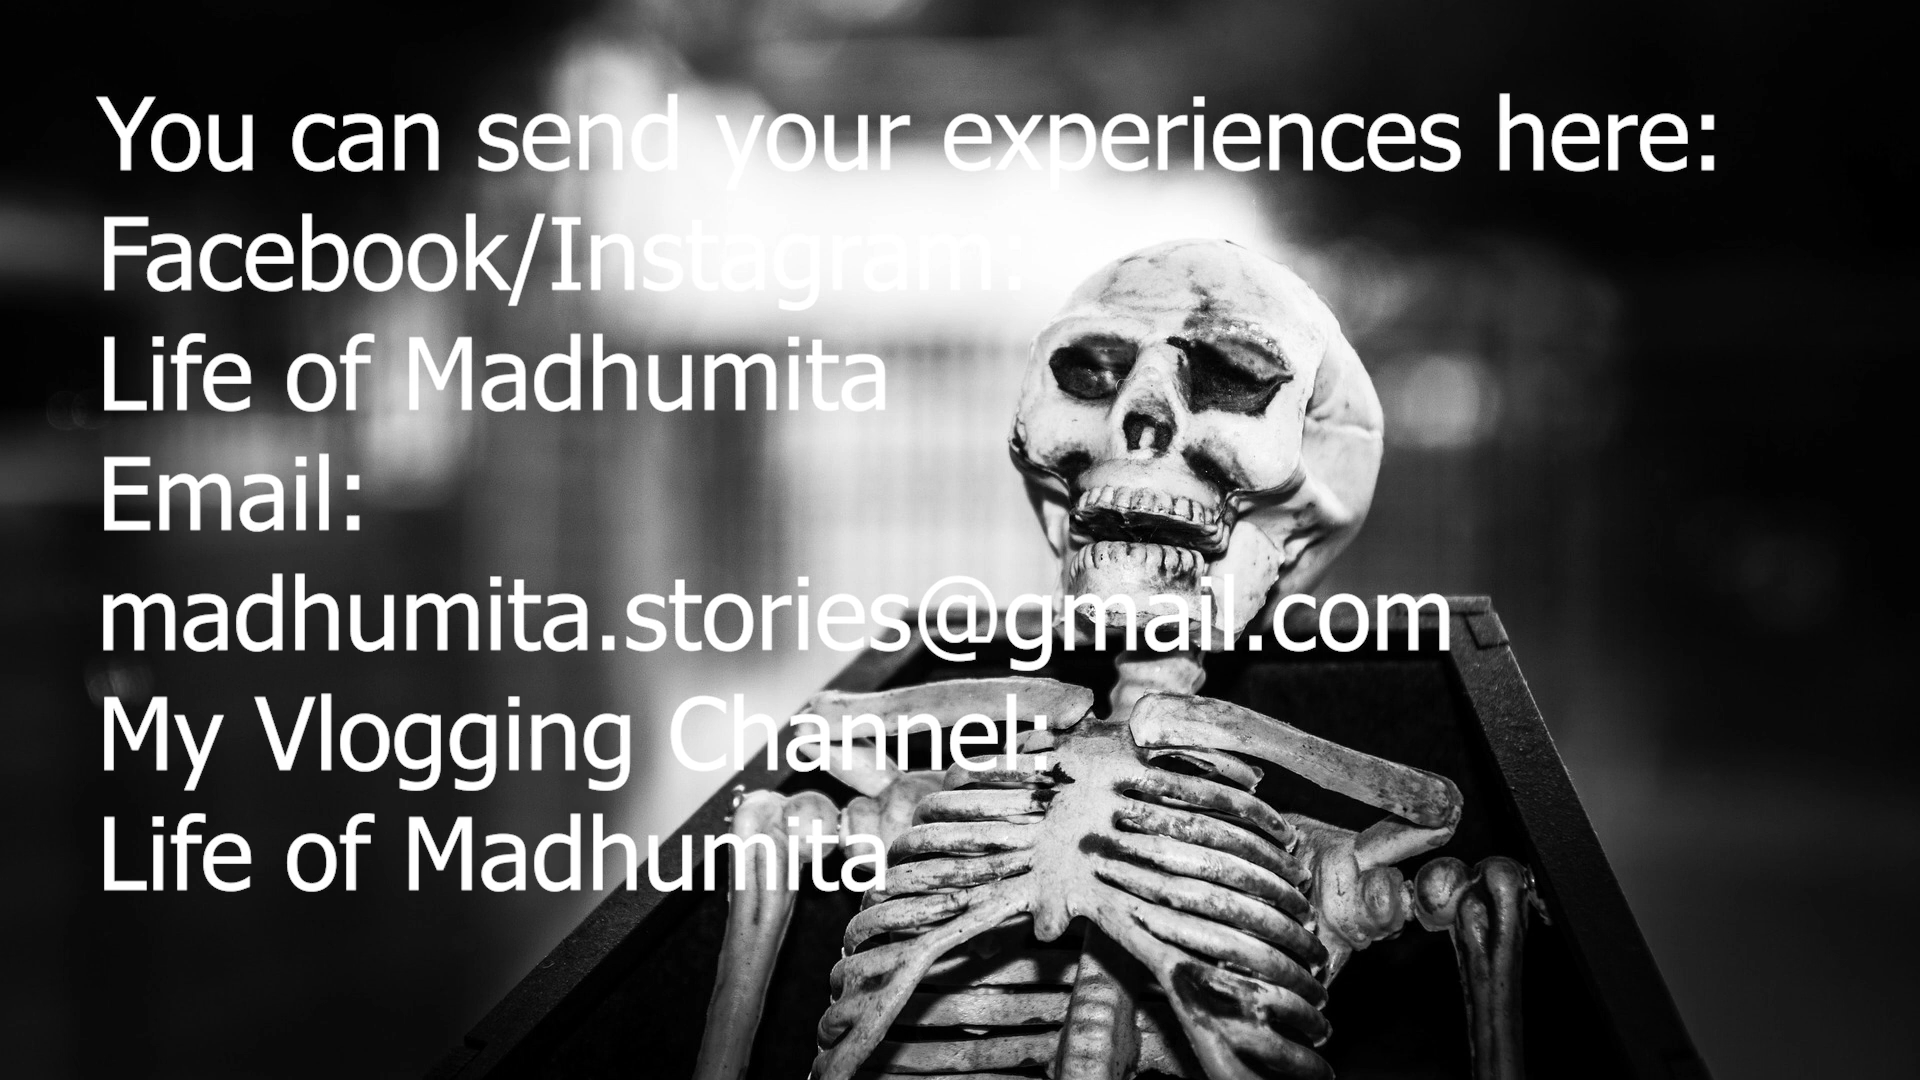 You can send your experiences here:
Facebook/Instagram:
Life of Madhumita
Email:
madhumita.stories@gmail.com
My Vlogging Channel:
Life of Madhumita